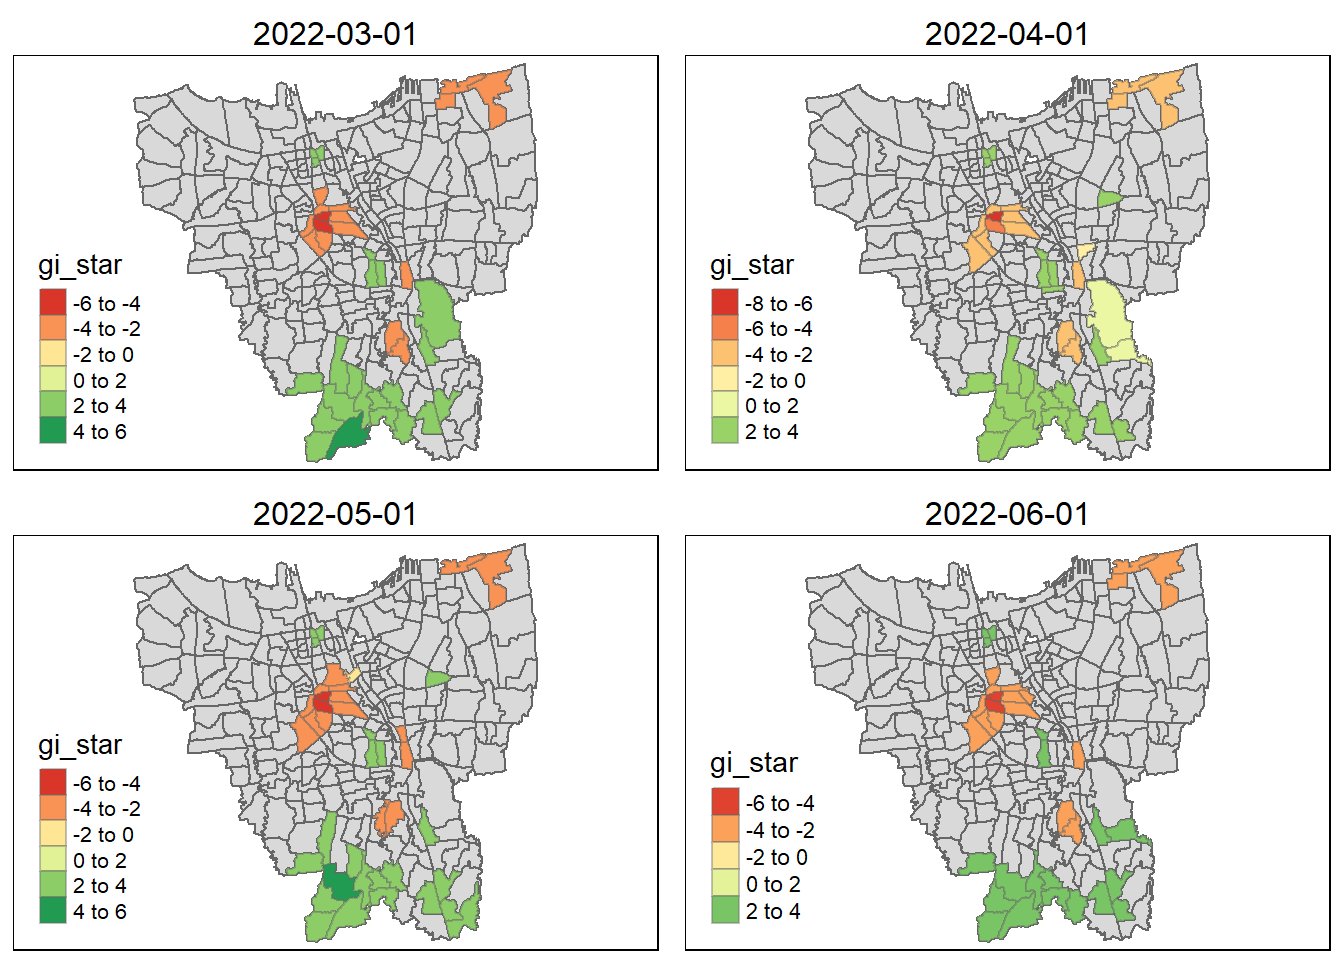 2022-03-01
gi_star
-6 to -4
-4 to -2
-2 to 0
0 to 2
2 to 4
4 to 6
2022-04-01
gi_star
-8 to -6
-6 to -4
-4 to -2
-2 to 0
0 to 2
2 to 4
2022-05-01
gi_star
-6 to -4
-4 to -2
-2 to 0
0 to 2
2 to 4
4 to 6
2022-06-01
gi_star
-6 to -4
-4 to -2
-2 to 0
0 to 2
2 to 4